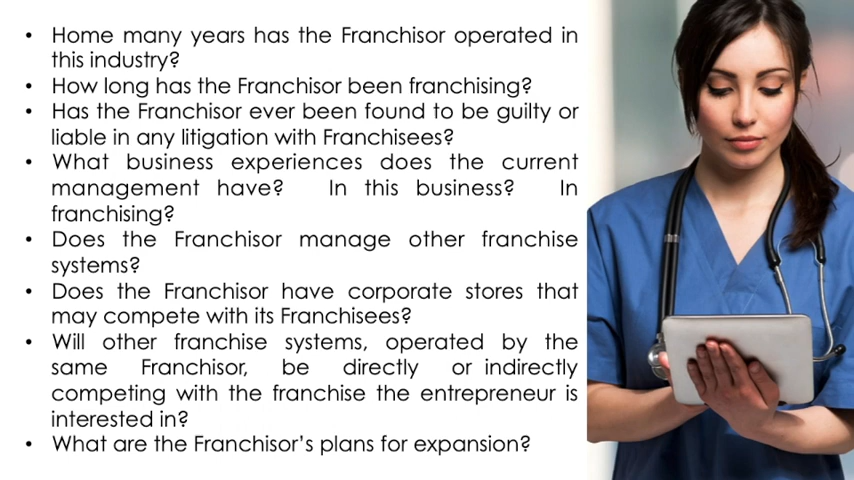 • Home many years has the Franchisor operated in
this industry?
• How long has the Franchisor been franchising?
• Has the Franchisor ever been found to be guilty or
liable in any litigation with Franchisees?
• What business experiences does the current
management have? In this business? In
franchising?
• Does the Franchisor manage other franchise
systems?
• Does the Franchisor have corporate stores that
may compete with its Franchisees?
• Will other franchise systems, operated by the
same Franchisor, be directly or indirectly
competing with the franchise the entrepreneur is
interested in?
• What are the Franchisor’s plans for expansion?